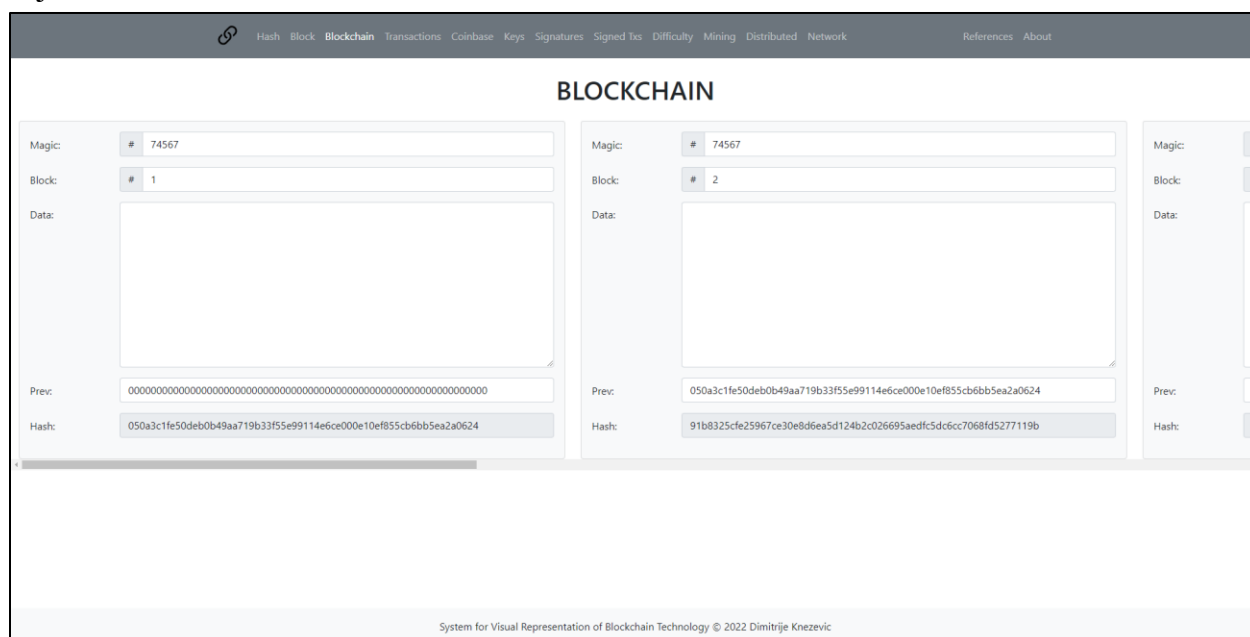 Hash Block Blockchain Transactions Coinbase Keys Signatures Signed Txs Difficulty Mining Distributed Network References About
BLOCKCHAIN
Magic: # 74567
Block: # 1
Data:
Prev: 0000000000000000000000000000000000000000000000000000000000000000
Hash: 050a3c1fe50deb0b49aa719b33f55e99114e6ce000e10ef855cb6bb5ea2a0624
Magic: # 74567
Block: # 2
Data:
Prev: 050a3c1fe50deb0b49aa719b33f55e99114e6ce000e10ef855cb6bb5ea2a0624
Hash: 91b8325cfe25967ce30e8d6ea5d124b2c026695aedfc5dc6cc7068fd5277119b
Magic:
Block:
Data:
Prev:
Hash:
System for Visual Representation of Blockchain Technology © 2022 Dimitrije Knezevic